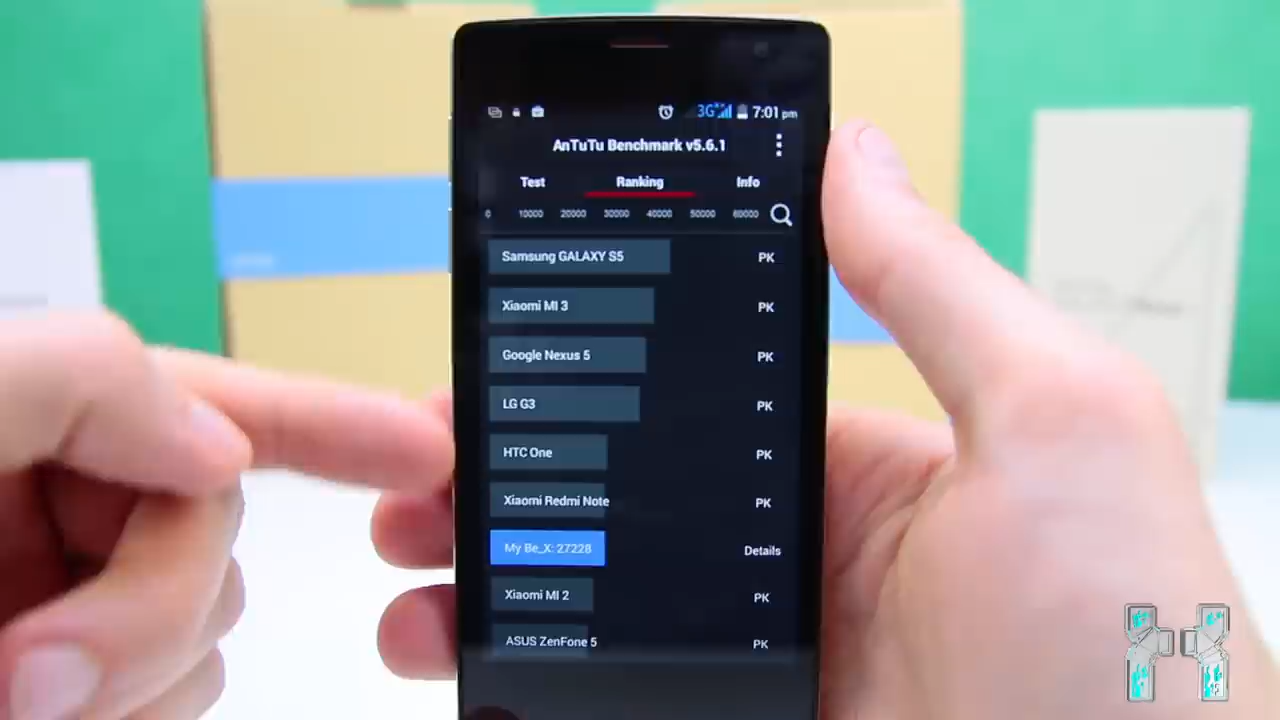 3G 7:01 pm
AnTuTu Benchmark v5.6.1
Test Ranking Info
0 10000 20000 30000 40000 50000 60000
Samsung GALAXY S5 PK
Xiaomi MI 3 PK
Google Nexus 5 PK
LG G3 PK
HTC One PK
Xiaomi Redmi Note PK
My Be_X: 27228 Details
Xiaomi MI 2 PK
ASUS ZenFone 5 PK